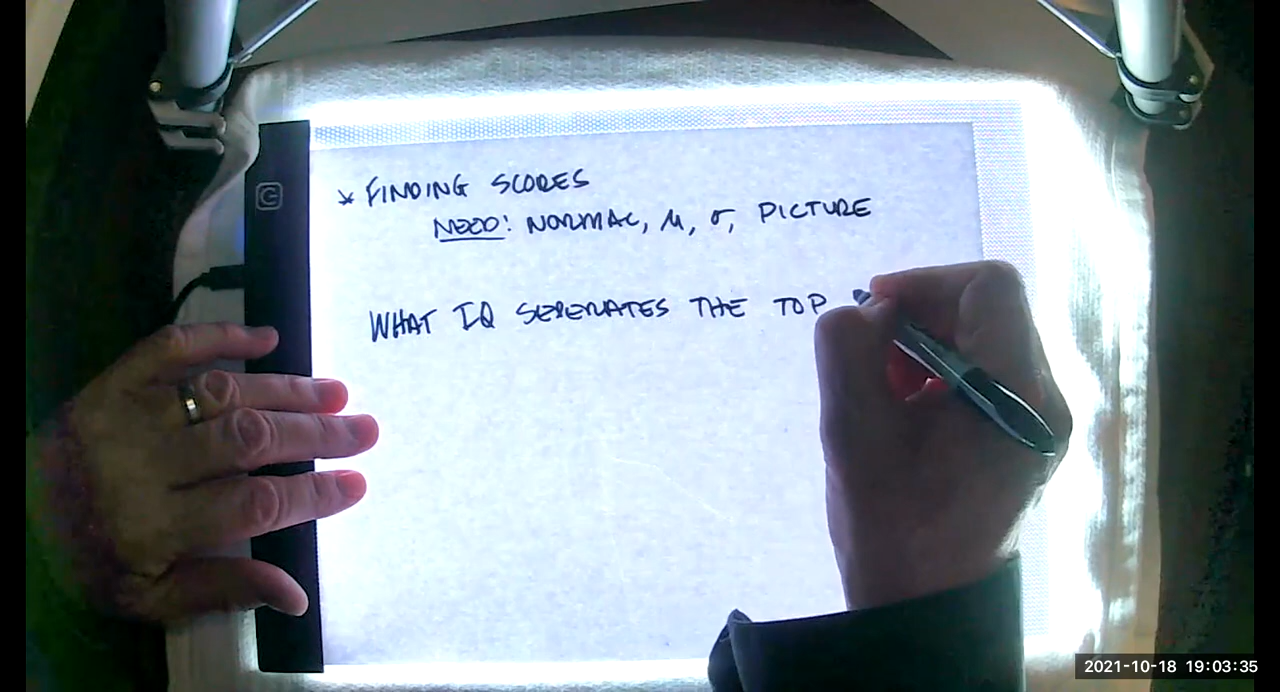 * FINDING SCORES
NEED: NORMAL, μ, σ, PICTURE
WHAT IQ SEPERATES THE TOP
2021-10-18 19:03:35